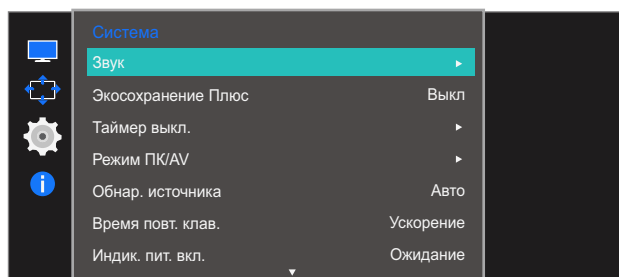 Система
Звук
Экосохранение Плюс Выкл
Таймер выкл.
Режим ПК/AV
Обнар. источника Авто
Время повт. клав. Ускорение
Индик. пит. вкл. Ожидание